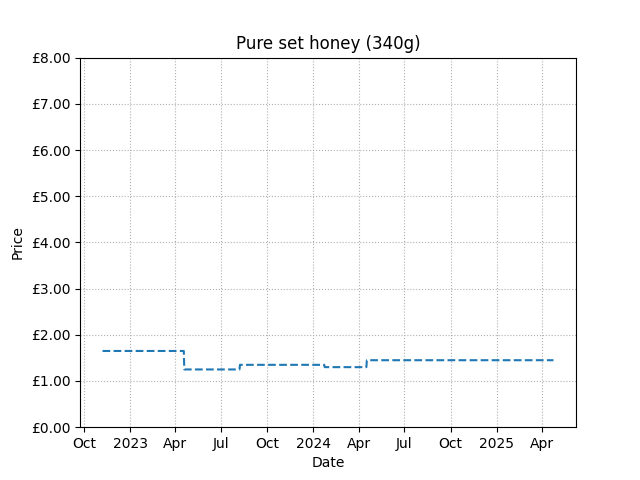 Pure set honey (340g)
£8.00
£7.00
£6.00
£5.00
£4.00
£3.00
£2.00
£1.00
£0.00
Price
Oct 2023 Apr Jul Oct 2024 Apr Jul Oct 2025 Apr
Date